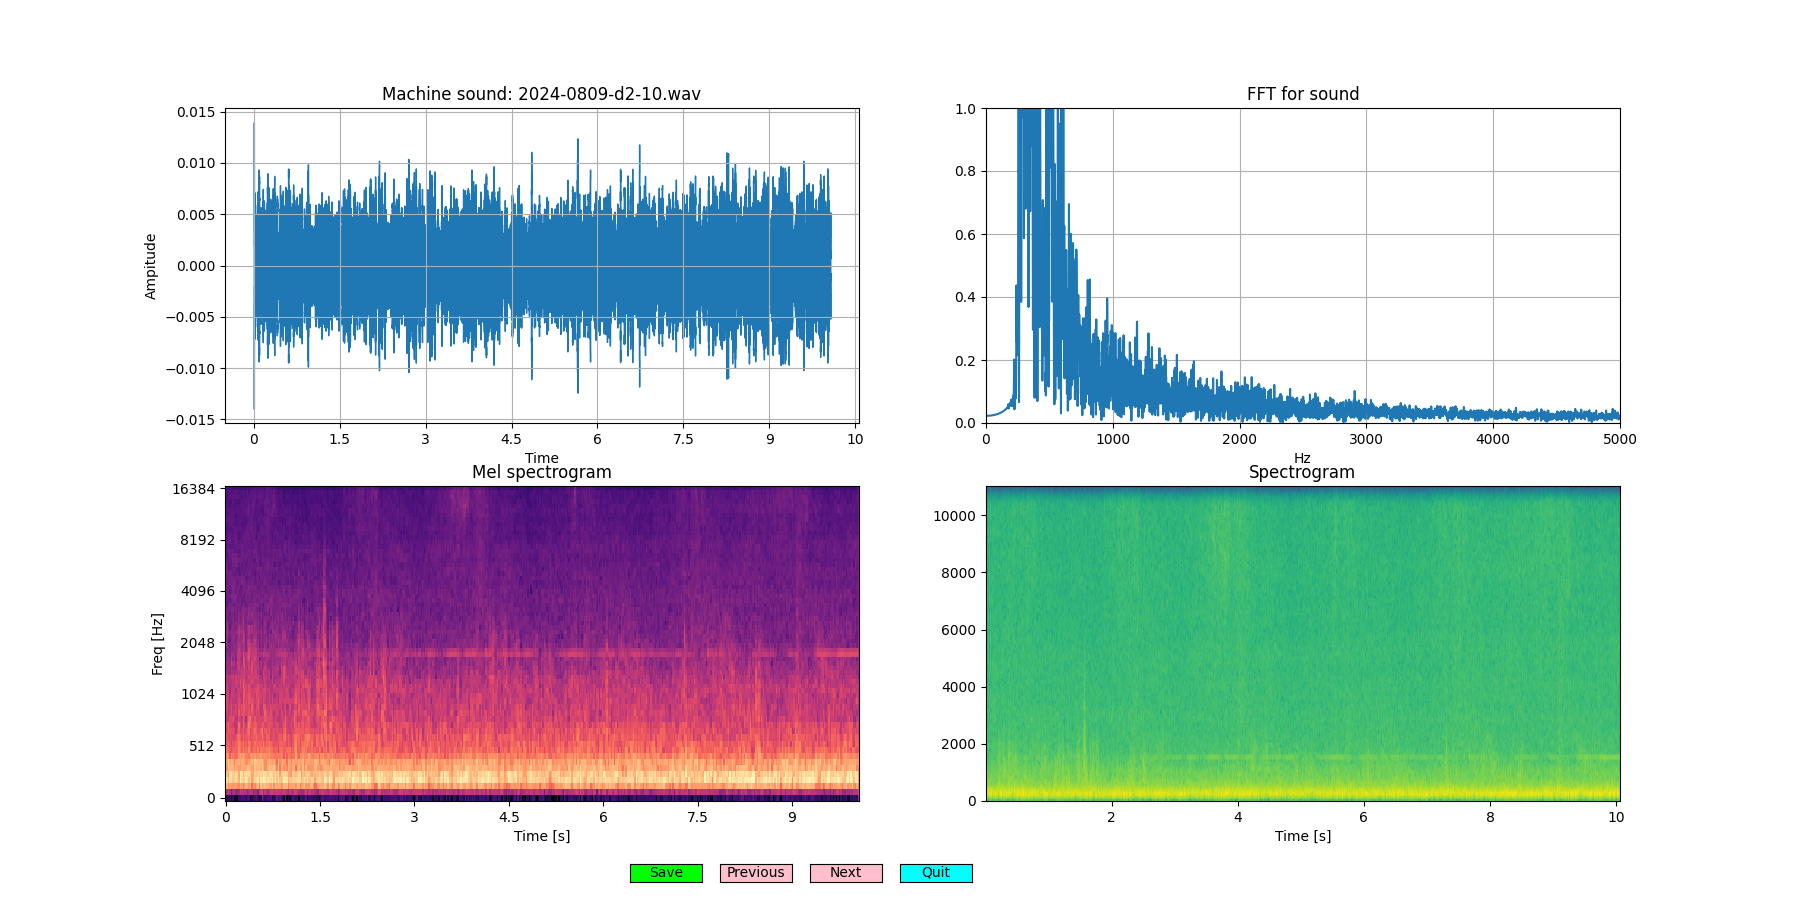 Machine sound: 2024-0809-d2-10.wav
0.015
0.010
0.005
0.000
−0.005
−0.010
−0.015
Ampitude
0 1.5 3 4.5 6 7.5 9 10
Time
FFT for sound
1.0
0.8
0.6
0.4
0.2
0.0
0 1000 2000 3000 4000 5000
Hz
Mel spectrogram
16384
8192
4096
2048
1024
512
0
Freq [Hz]
0 1.5 3 4.5 6 7.5 9
Time [s]
Spectrogram
10000
8000
6000
4000
2000
0
2 4 6 8 10
Time [s]
Save Previous Next Quit